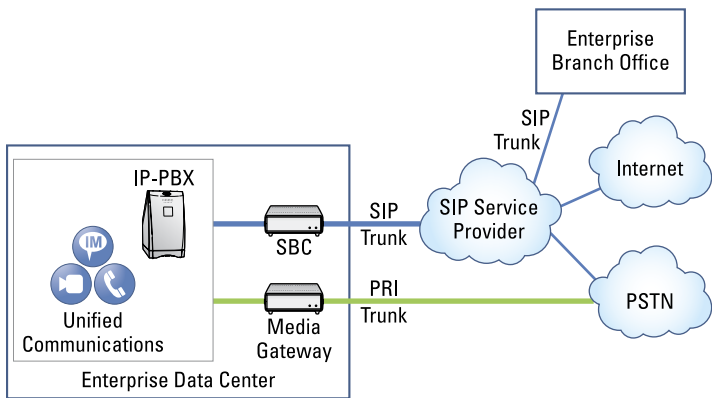 Enterprise
Branch Office
SIP
Trunk
Internet
IP-PBX
SIP
Trunk
SIP Service
Provider
SBC
IM
PRI
Trunk
PSTN
Unified
Communications
Media
Gateway
Enterprise Data Center